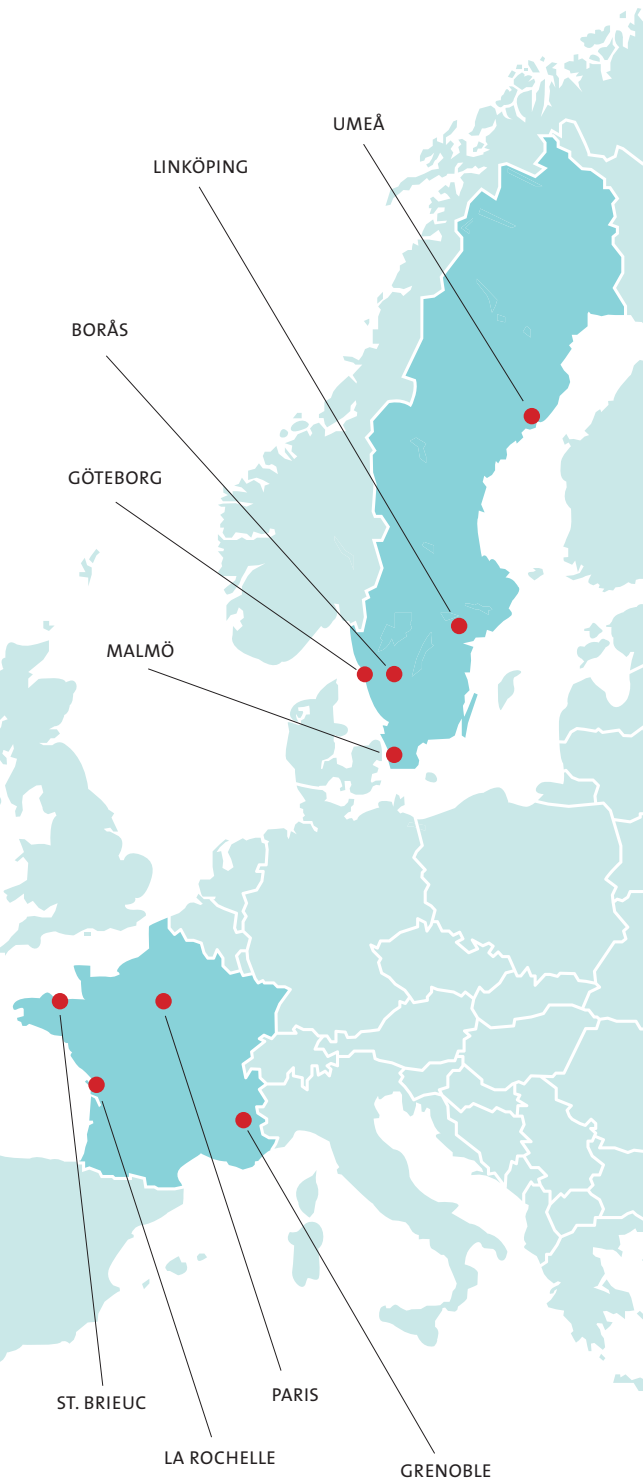 UMEÅ
LINKÖPING
BORÅS
GÖTEBORG
MALMÖ
ST. BRIEUC
PARIS
LA ROCHELLE
GRENOBLE